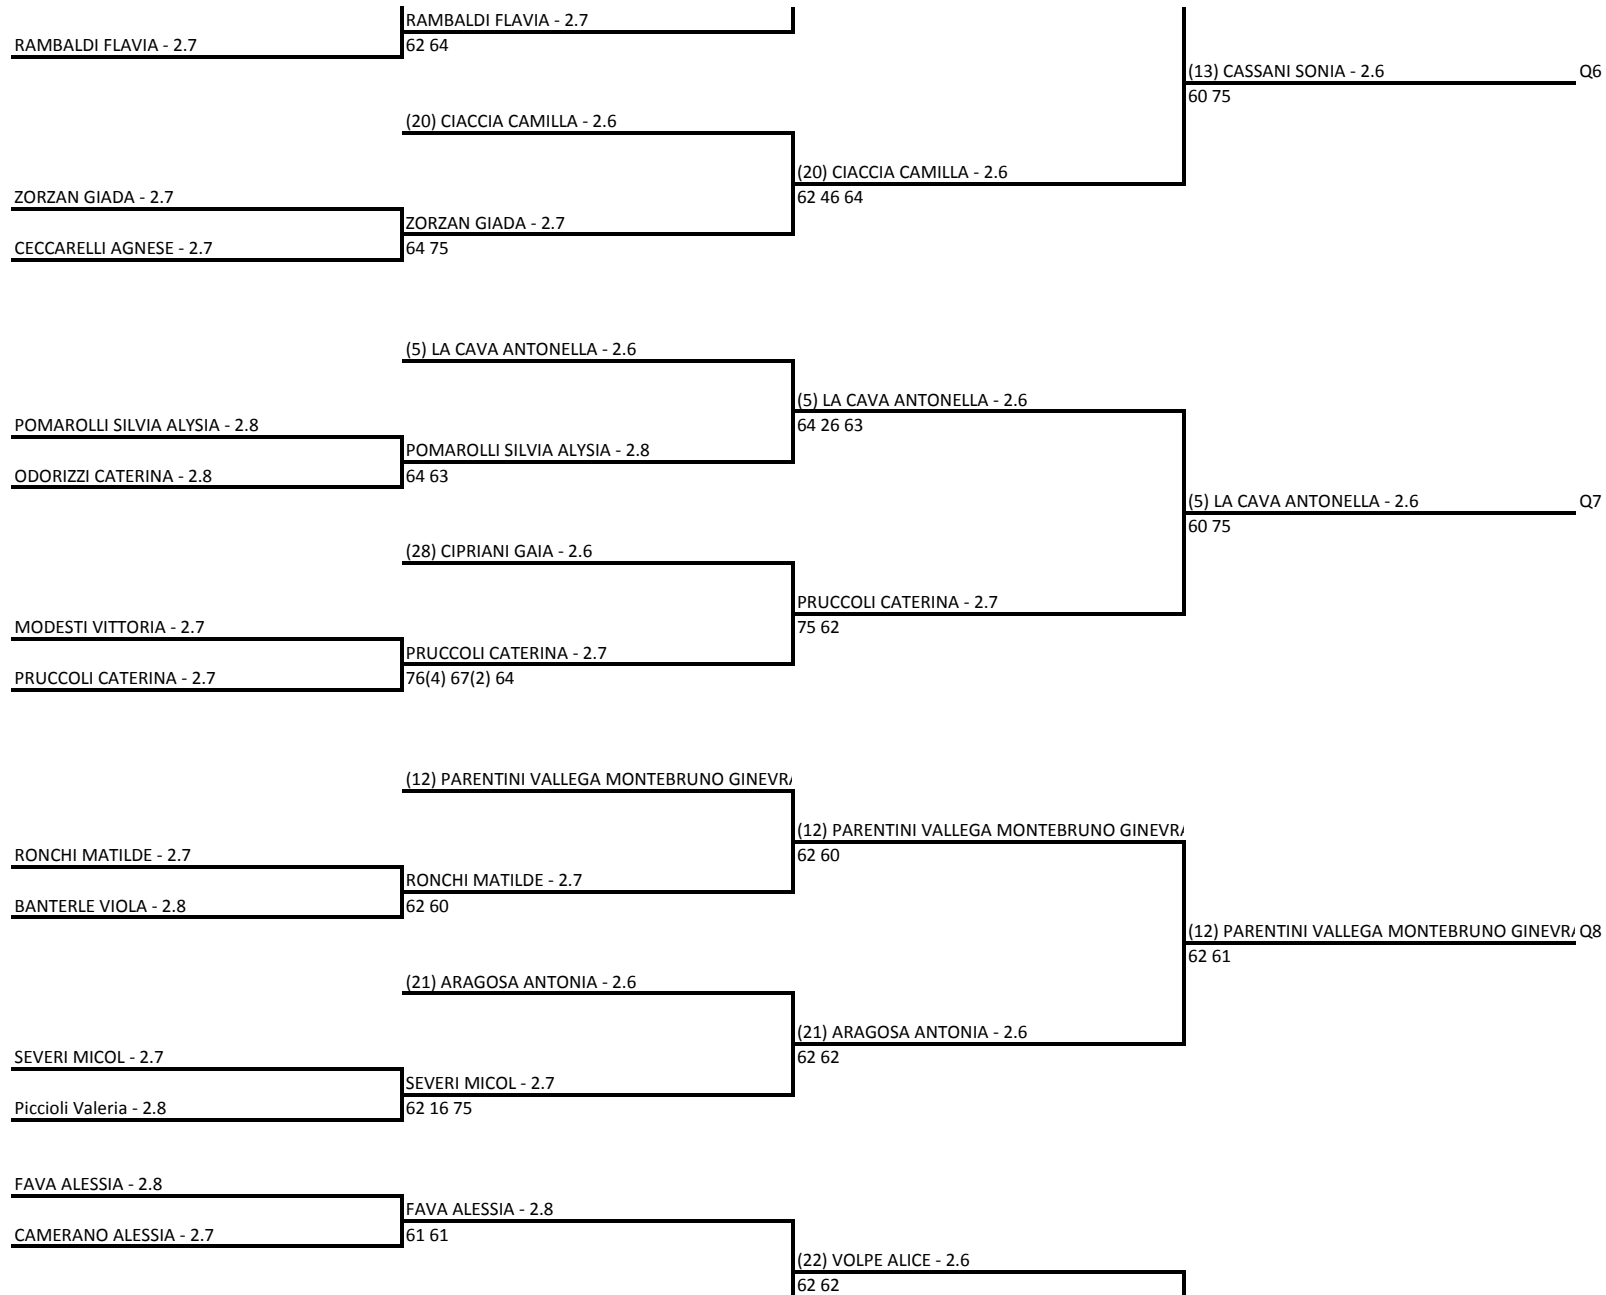 RAMBALDI FLAVIA - 2.7
RAMBALDI FLAVIA - 2.7
62 64
(13) CASSANI SONIA - 2.6 Q6
60 75
(20) CIACCIA CAMILLA - 2.6
(20) CIACCIA CAMILLA - 2.6
62 46 64
ZORZAN GIADA - 2.7
ZORZAN GIADA - 2.7
CECCARELLI AGNESE - 2.7
64 75
(5) LA CAVA ANTONELLA - 2.6
(5) LA CAVA ANTONELLA - 2.6
64 26 63
POMAROLLI SILVIA ALYSIA - 2.8
POMAROLLI SILVIA ALYSIA - 2.8
ODORIZZI CATERINA - 2.8
64 63
(5) LA CAVA ANTONELLA - 2.6 Q7
60 75
(28) CIPRIANI GAIA - 2.6
PRUCCOLI CATERINA - 2.7
75 62
MODESTI VITTORIA - 2.7
PRUCCOLI CATERINA - 2.7
PRUCCOLI CATERINA - 2.7
76(4) 67(2) 64
(12) PARENTINI VALLEGA MONTEBRUNO GINEVRA
(12) PARENTINI VALLEGA MONTEBRUNO GINEVRA
62 60
RONCHI MATILDE - 2.7
RONCHI MATILDE - 2.7
BANTERLE VIOLA - 2.8
62 60
(12) PARENTINI VALLEGA MONTEBRUNO GINEVRA Q8
62 61
(21) ARAGOSA ANTONIA - 2.6
(21) ARAGOSA ANTONIA - 2.6
62 62
SEVERI MICOL - 2.7
SEVERI MICOL - 2.7
Piccioli Valeria - 2.8
62 16 75
FAVA ALESSIA - 2.8
FAVA ALESSIA - 2.8
CAMERANO ALESSIA - 2.7
61 61
(22) VOLPE ALICE - 2.6
62 62